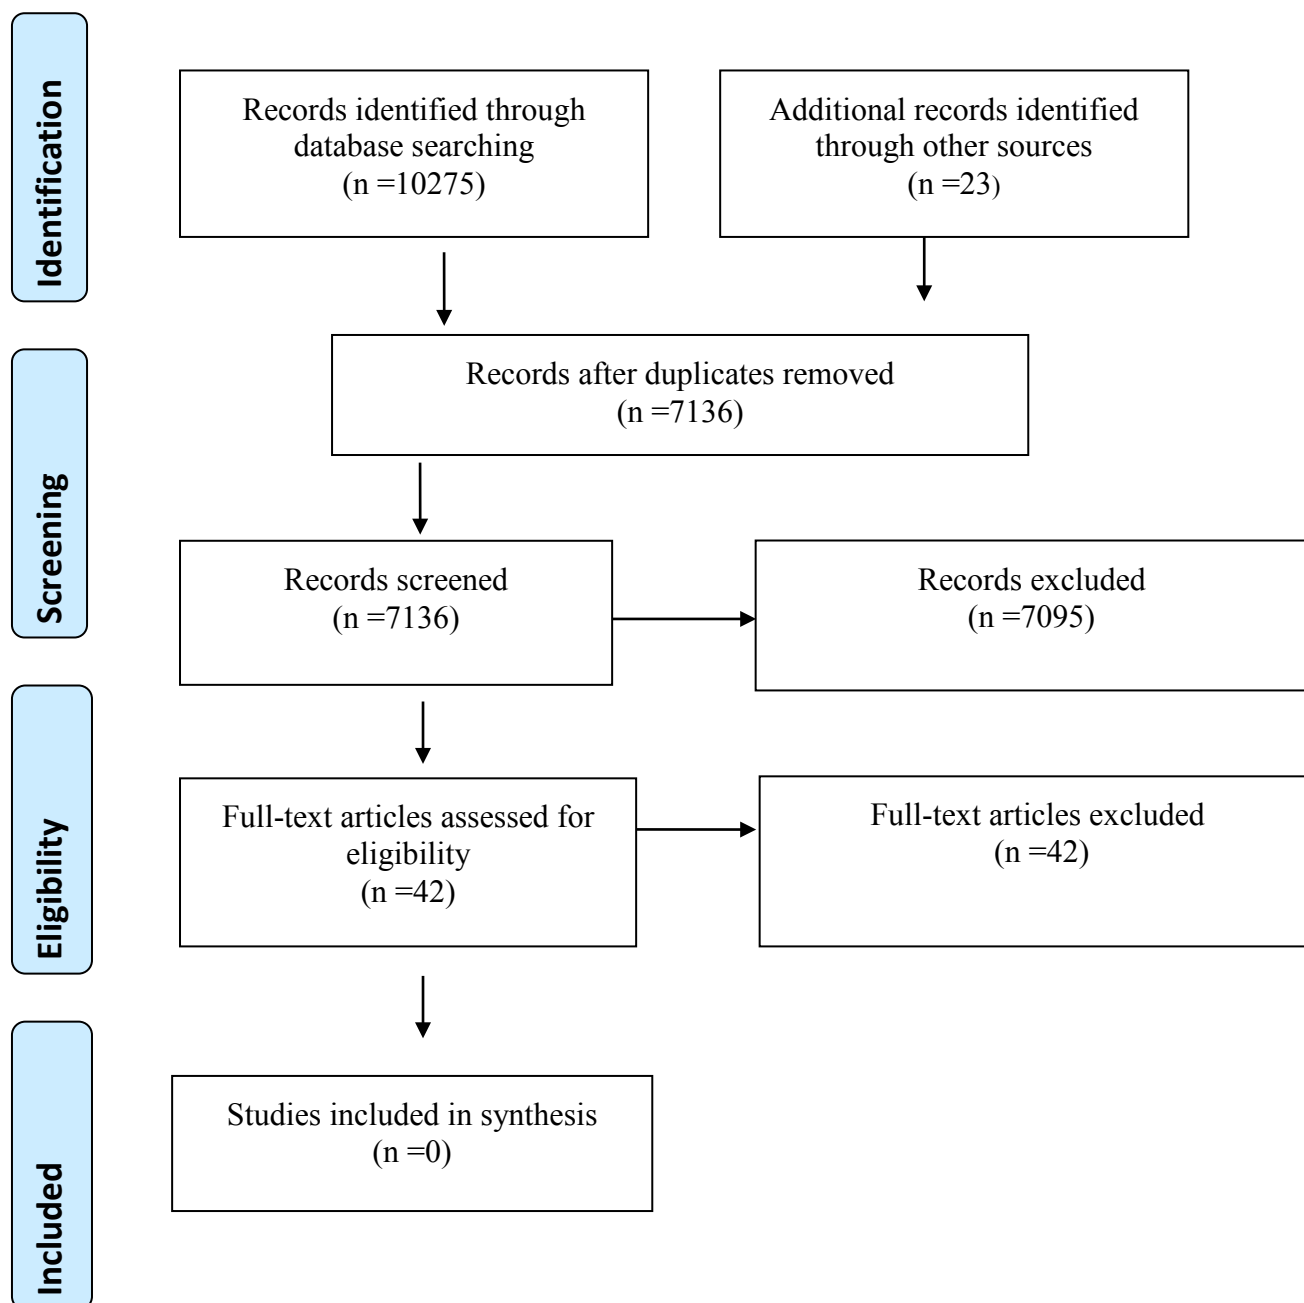 Identification
Records identified through
database searching
(n =10275)
Additional records identified
through other sources
(n =23)
Records after duplicates removed
(n =7136)
Screening
Records screened
(n =7136)
Records excluded
(n =7095)
Eligibility
Full-text articles assessed for
eligibility
(n =42)
Full-text articles excluded
(n =42)
Included
Studies included in synthesis
(n =0)